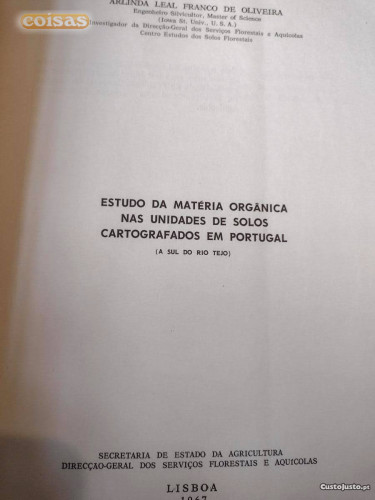 coisas
ARLINDA LEAL FRANCO DE OLIVEIRA
Engenheiro Silvicultor, Master of Science
(Iowa St. Univ., U. S. A.)
Investigador da Direcção-Geral dos Serviços Florestais e Aquícolas
Centro Estudos dos Solos Florestais
ESTUDO DA MATÉRIA ORGÂNICA
NAS UNIDADES DE SOLOS
CARTOGRAFADOS EM PORTUGAL
(A SUL DO RIO TEJO)
SECRETARIA DE ESTADO DA AGRICULTURA
DIRECÇÃO-GERAL DOS SERVIÇOS FLORESTAIS E AQUÍCOLAS
LISBOA
1967
CustoJusto.pt